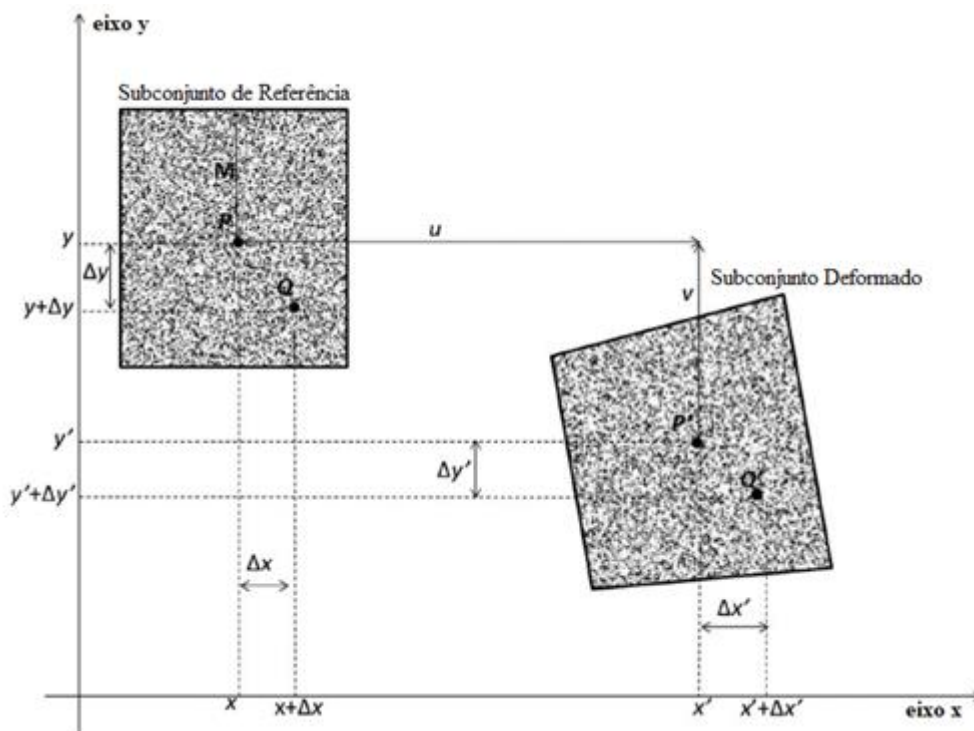 eixo y
Subconjunto de Referência
M
P
y
u
Δy
Q
Subconjunto Deformado
v
y+Δy
y'
P'
Δy'
Q'
y'+Δy'
Δx
Δx'
x
x+Δx
x'
x'+Δx'
eixo x